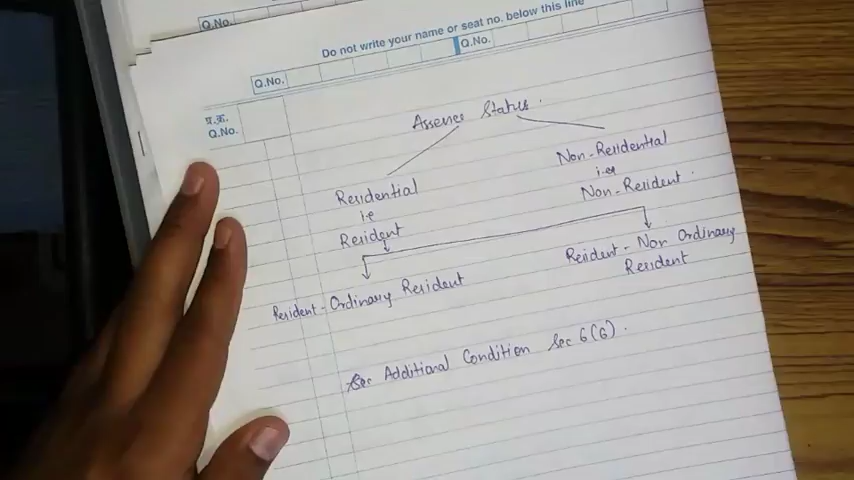 Q.No.
Do not write your name or seat no. below this line
Q.No.
Q.No.
प्र.क्र.
Q.No.
Assence Status.
Residential
i.e
Resident
Non-Residential
i.e
Non-Resident.
Resident - Ordinary Resident
Resident - Non Ordinary
Resident
Additional Condition Sec 6(6).